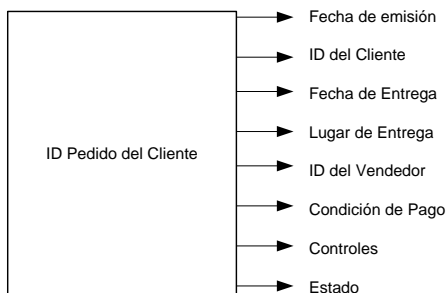 Fecha de emisión
ID del Cliente
Fecha de Entrega
Lugar de Entrega
ID Pedido del Cliente
ID del Vendedor
Condición de Pago
Controles
Estado